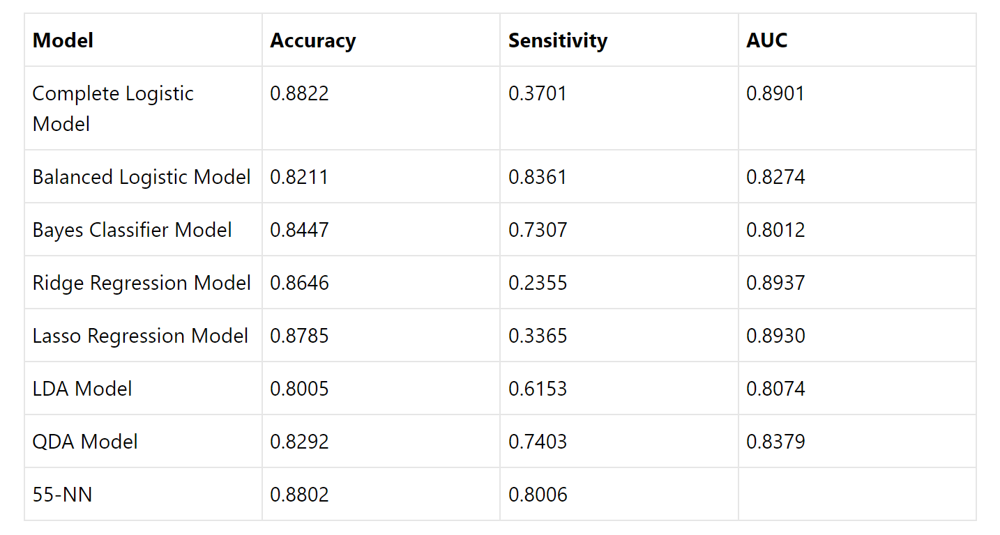 Model Accuracy Sensitivity AUC
Complete Logistic Model 0.8822 0.3701 0.8901
Balanced Logistic Model 0.8211 0.8361 0.8274
Bayes Classifier Model 0.8447 0.7307 0.8012
Ridge Regression Model 0.8646 0.2355 0.8937
Lasso Regression Model 0.8785 0.3365 0.8930
LDA Model 0.8005 0.6153 0.8074
QDA Model 0.8292 0.7403 0.8379
55-NN 0.8802 0.8006